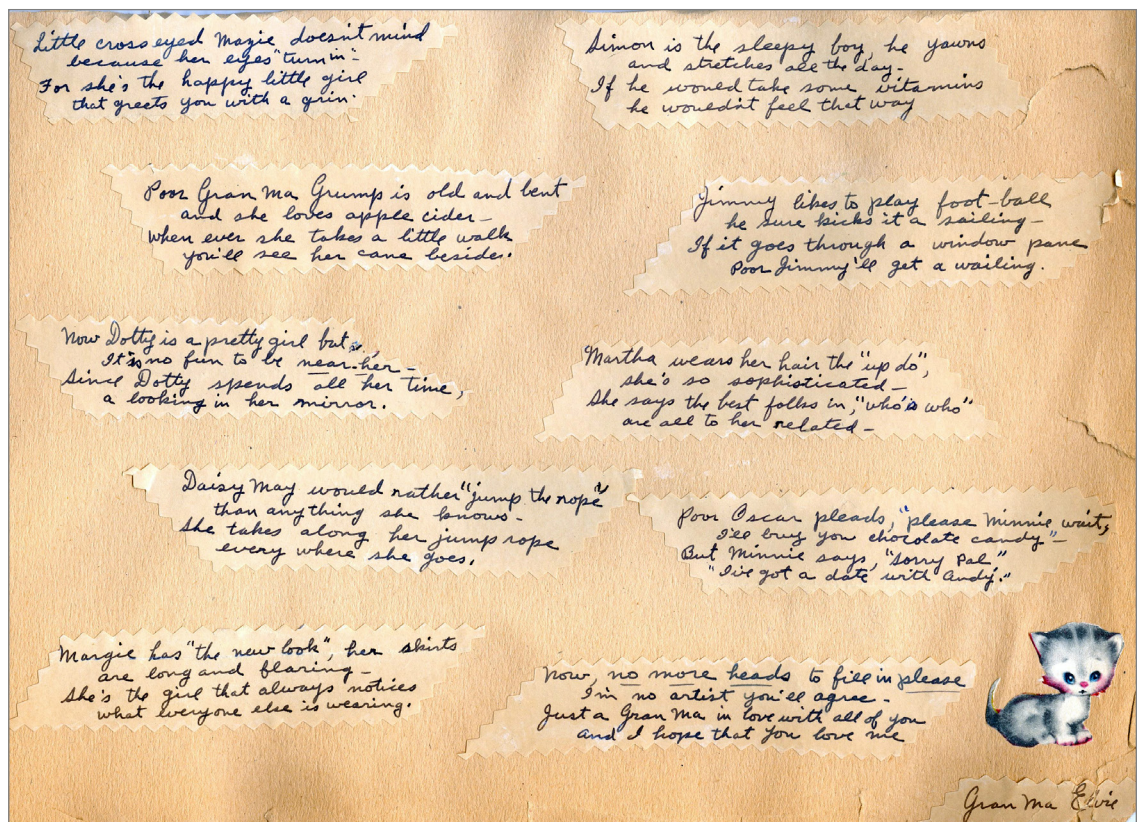 Little cross eyed Mazie doesn't mind
because her eyes "turn in" -
For she's the happy little girl
that greets you with a grin.
Simon is the sleepy boy, he yawns
and stretches all the day -
If he would take some vitamins
he wouldn't feel that way
Poor Gran Ma Grump is old and bent
and she loves apple cider -
When ever she takes a little walk
you'll see her cane besides.
Jimmy likes to play foot-ball
he sure kicks it a sailing -
If it goes through a window pane
Poor Jimmy'll get a wailing.
Now Dotty is a pretty girl but,
It's no fun to be near-her -
Since Dotty spends all her time,
a looking in her mirror.
Martha wears her hair the "up do",
she's so sophisticated -
She says the best folks in, "who's who"
are all to her related -
Daisy May would rather "jump the rope"
than anything she knows -
She takes along her jump rope
every where she goes.
Poor Oscar pleads, "please Minnie wait,
I'll buy you chocolate candy" -
But Minnie says, "Sorry Pal",
"I've got a date with Andy."
Margie has "the new look", her skirts
are long and flaring -
She's the girl that always notices
what everyone else is wearing.
Now, no more heads to fill in please
I'm no artist you'll agree -
Just a Gran Ma in love with all of you
and I hope that you love me
Gran Ma Elvie